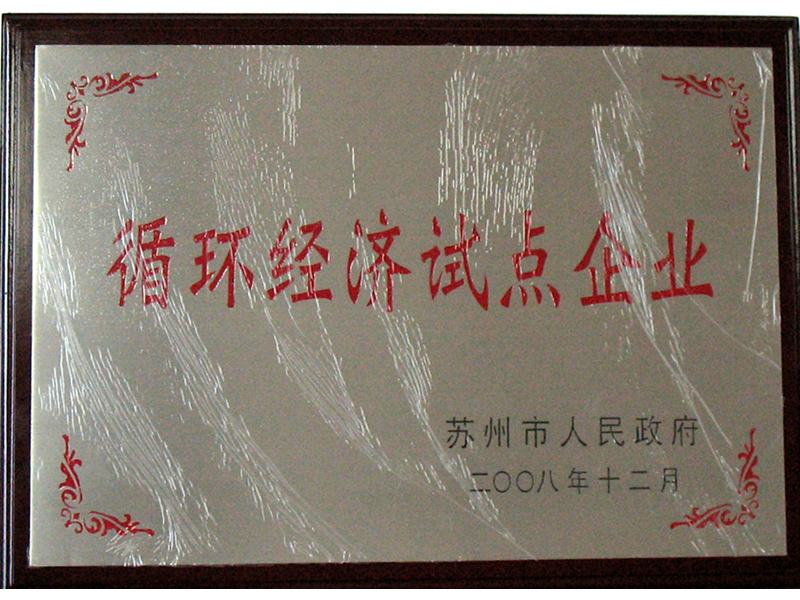 循环经济试点企业
苏州市人民政府
二〇〇八年十二月